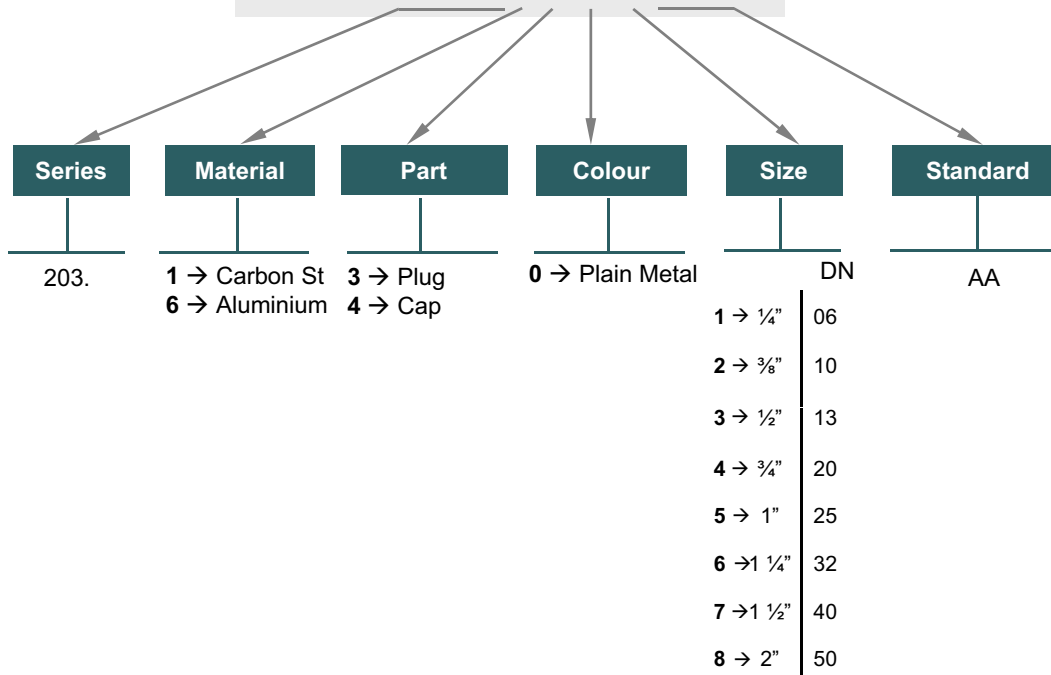 Series Material Part Colour Size Standard
203. 1 → Carbon St 3 → Plug 0 → Plain Metal DN AA
6 → Aluminium 4 → Cap
1 → ¼” 06
2 → ⅜” 10
3 → ½” 13
4 → ¾” 20
5 → 1” 25
6 →1 ¼” 32
7 →1 ½” 40
8 → 2” 50